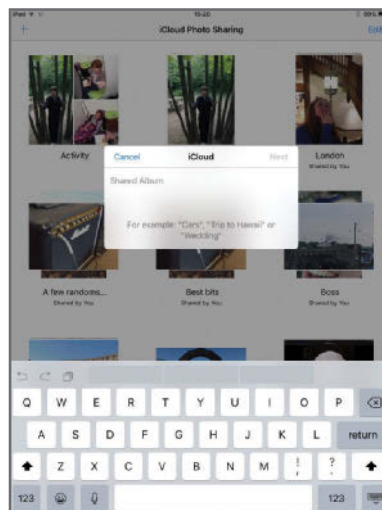 iPad
15:20
99%
iCloud Photo Sharing
Edit
Activity
iCloud
London
Shared by You
Cancel
iCloud
Next
Shared Album
For example: "Cars", "Trip to Hawaii" or
"Wedding"
Marshall
A few randoms...
Shared by You
Best bits
Shared by You
Boss
Shared by You
Q W E R T Y U I O P
A S D F G H J K L return
Z X C V B N M ! , ? .
123 123